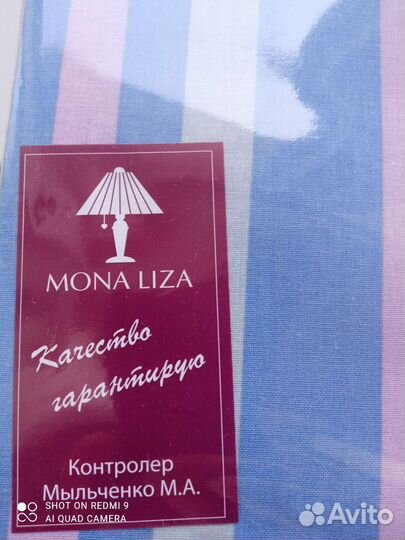 MONA LIZA
Качество
гарантирую
Контролер
Мыльченко М.А.
SHOT ON REDMI 9
AI QUAD CAMERA
Avito